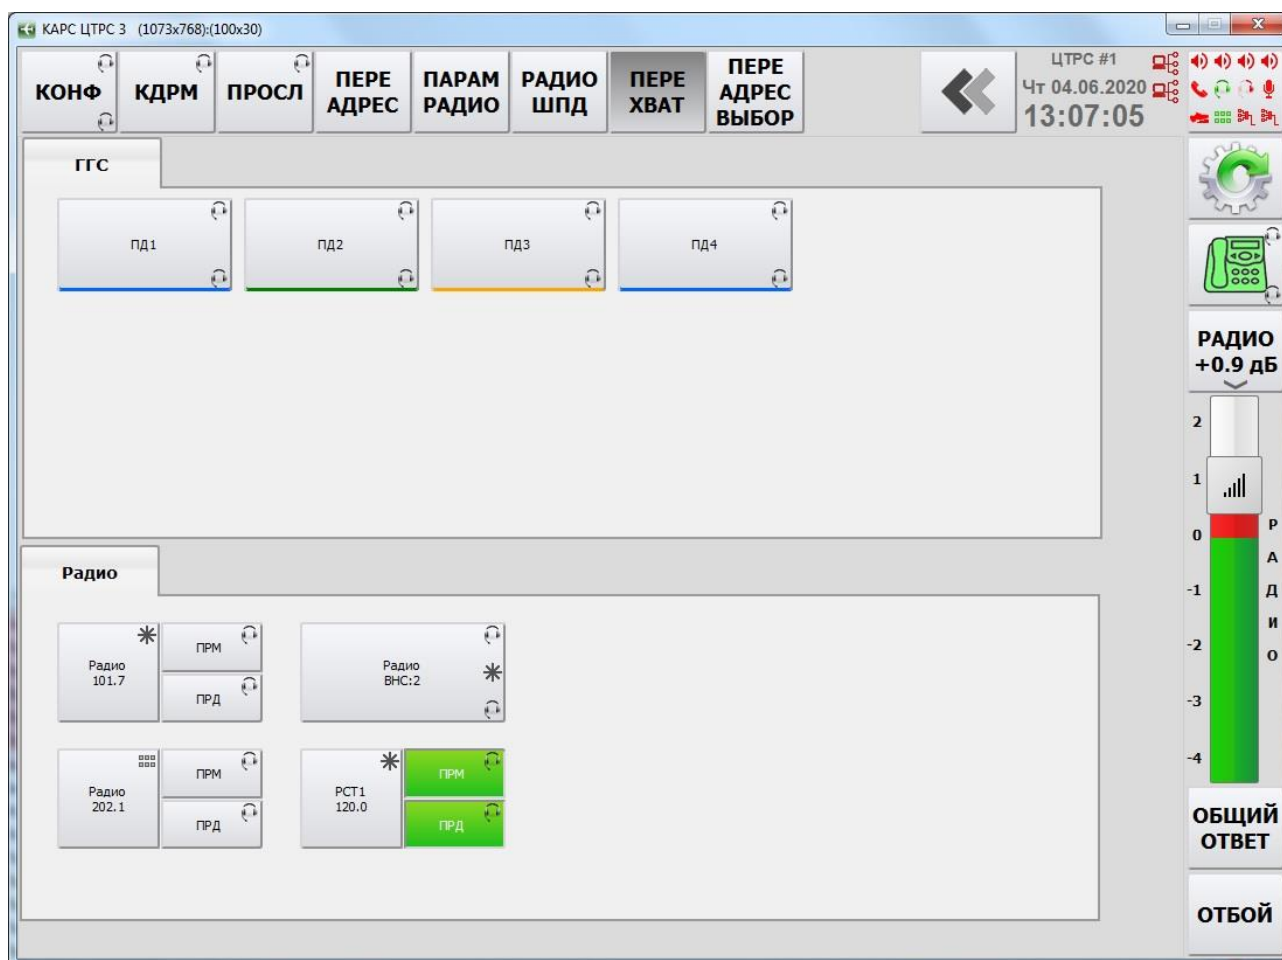 КАРС ЦТРС 3 (1073x768):(100x30)
КОНФ
КДРМ
ПРОСЛ
ПЕРЕ
АДРЕС
ПАРАМ
РАДИО
РАДИО
ШПД
ПЕРЕ
ХВАТ
ПЕРЕ
АДРЕС
ВЫБОР
ЦТРС #1
Чт 04.06.2020
13:07:05
ГГС
ПД1
ПД2
ПД3
ПД4
РАДИО
+0.9 дБ
2
1
0
-1
-2
-3
-4
Р
А
Д
И
О
Радио
Радио
101.7
ПРМ
ПРД
Радио
ВНС:2
Радио
202.1
ПРМ
ПРД
РСТ1
120.0
ПРМ
ПРД
ОБЩИЙ
ОТВЕТ
ОТБОЙ